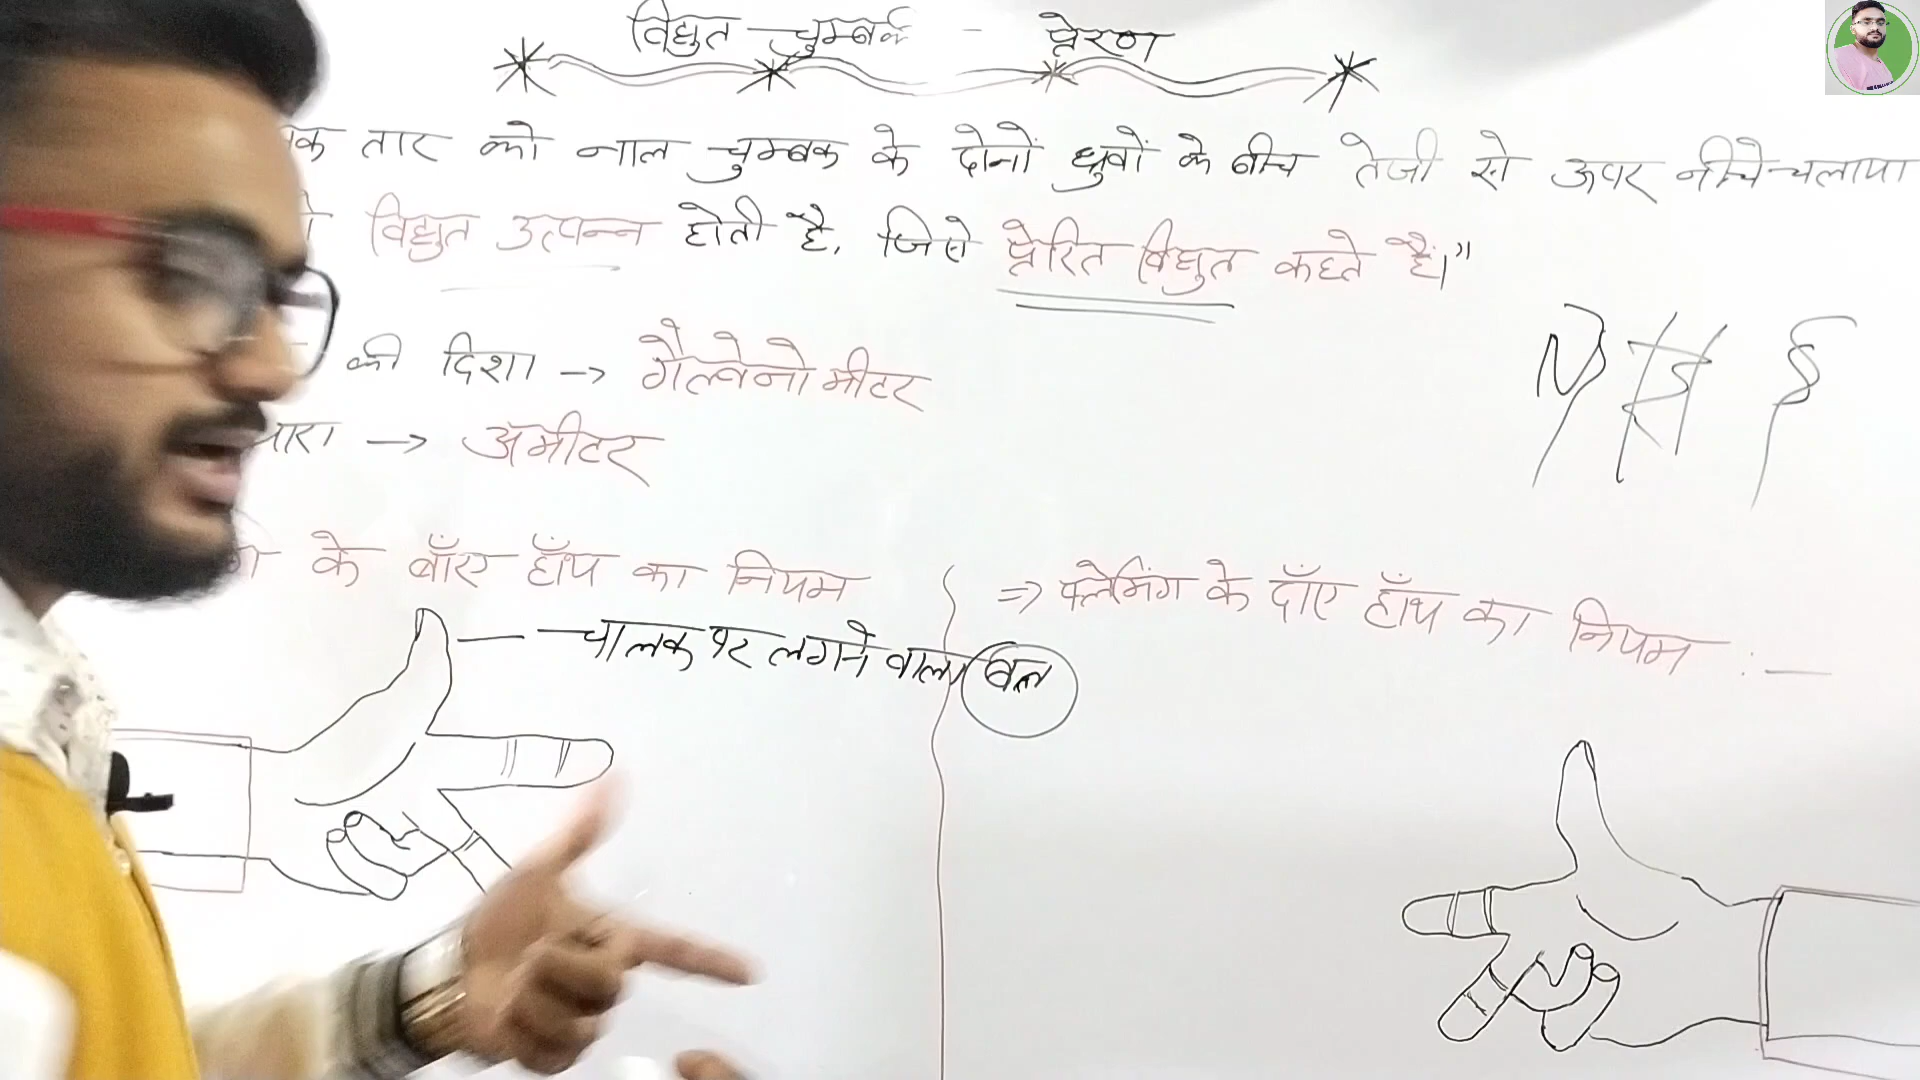 विद्युत चुम्बक - प्रेरण
तार को नाल चुम्बक के दोनों ध्रुवों के बीच तेजी से ऊपर नीचे चलाया
विद्युत उत्पन्न होती है, जिसे प्रेरित विद्युत कहते हैं।"
की दिशा → गैल्वेनोमीटर
धारा → अमीटर
के बाँए हाँथ का नियम
⇒ फ्लेमिंग के दाँए हाँथ का नियम :—
चालक पर लगने वाला बल